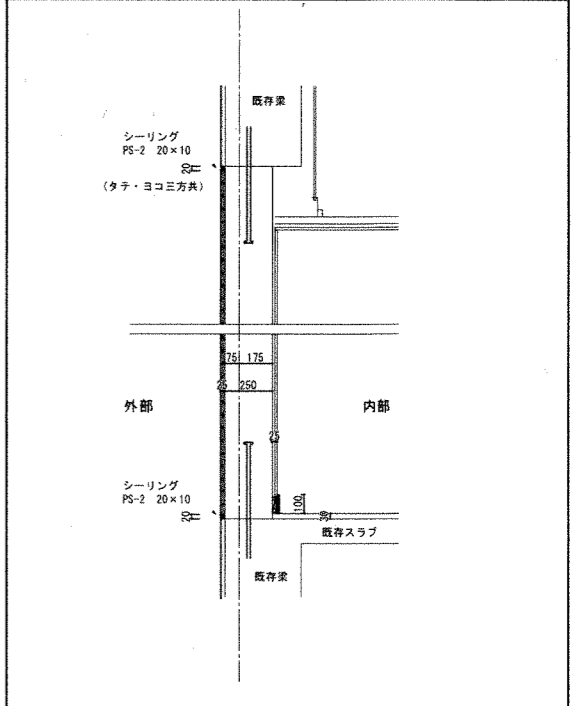 既存梁
シーリング
PS-2 20×10
20
(タテ・ヨコ三方共)
75 175
25 250
外部
内部
25
シーリング
PS-2 20×10
100
20
30
既存スラブ
既存梁